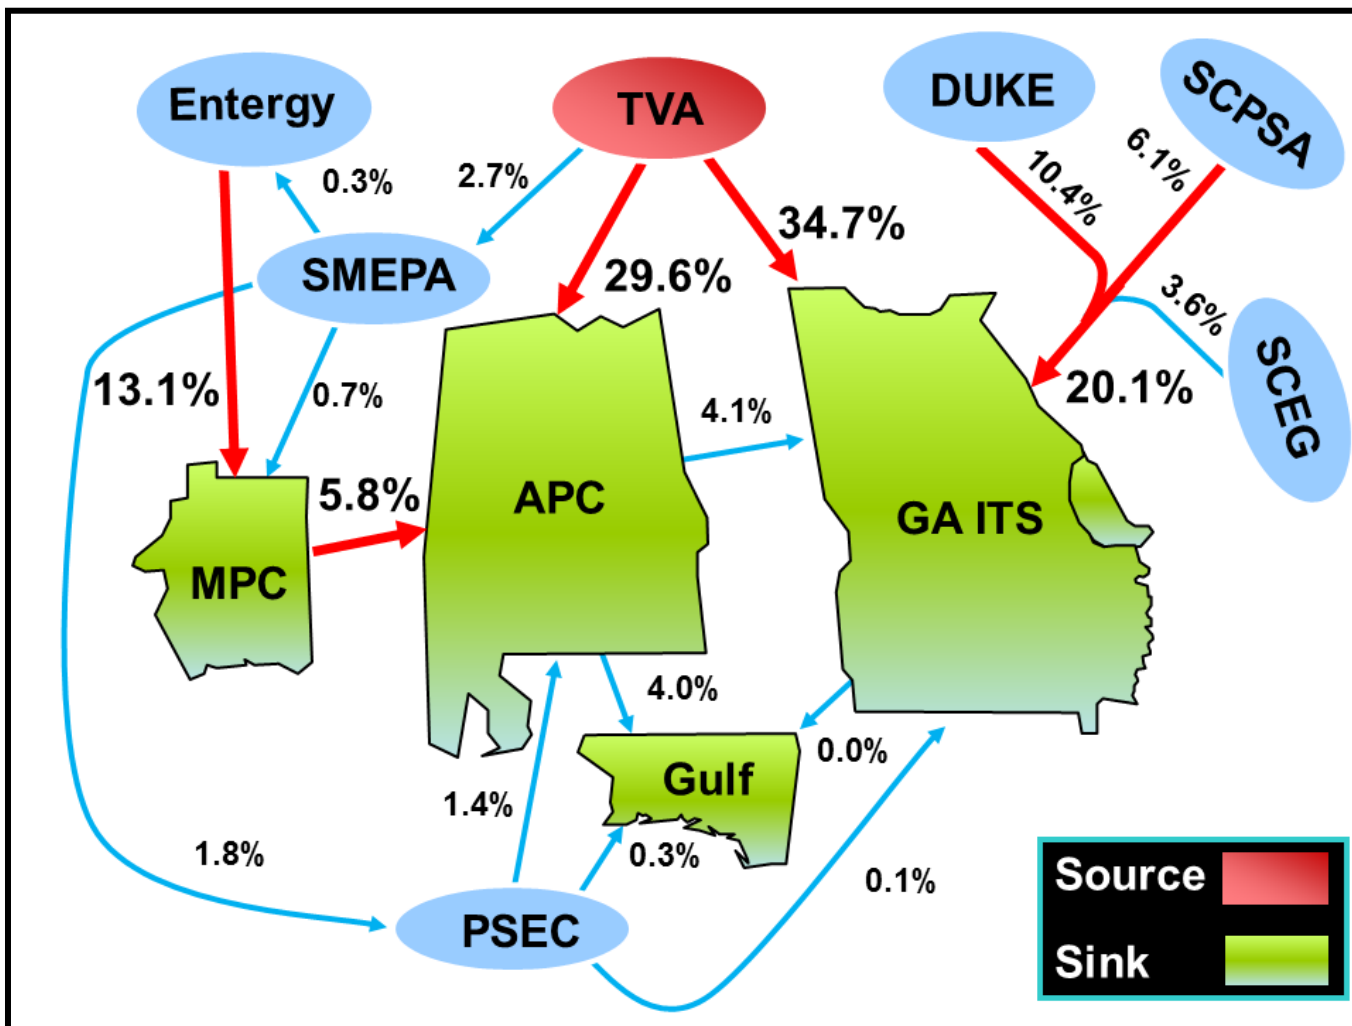 Entergy
TVA
DUKE
SCPSA
0.3%
2.7%
10.4%
6.1%
34.7%
SMEPA
29.6%
3.6%
SCEG
13.1%
0.7%
4.1%
20.1%
5.8%
APC
GA ITS
MPC
4.0%
0.0%
Gulf
1.4%
1.8%
0.3%
0.1%
PSEC
Source
Sink